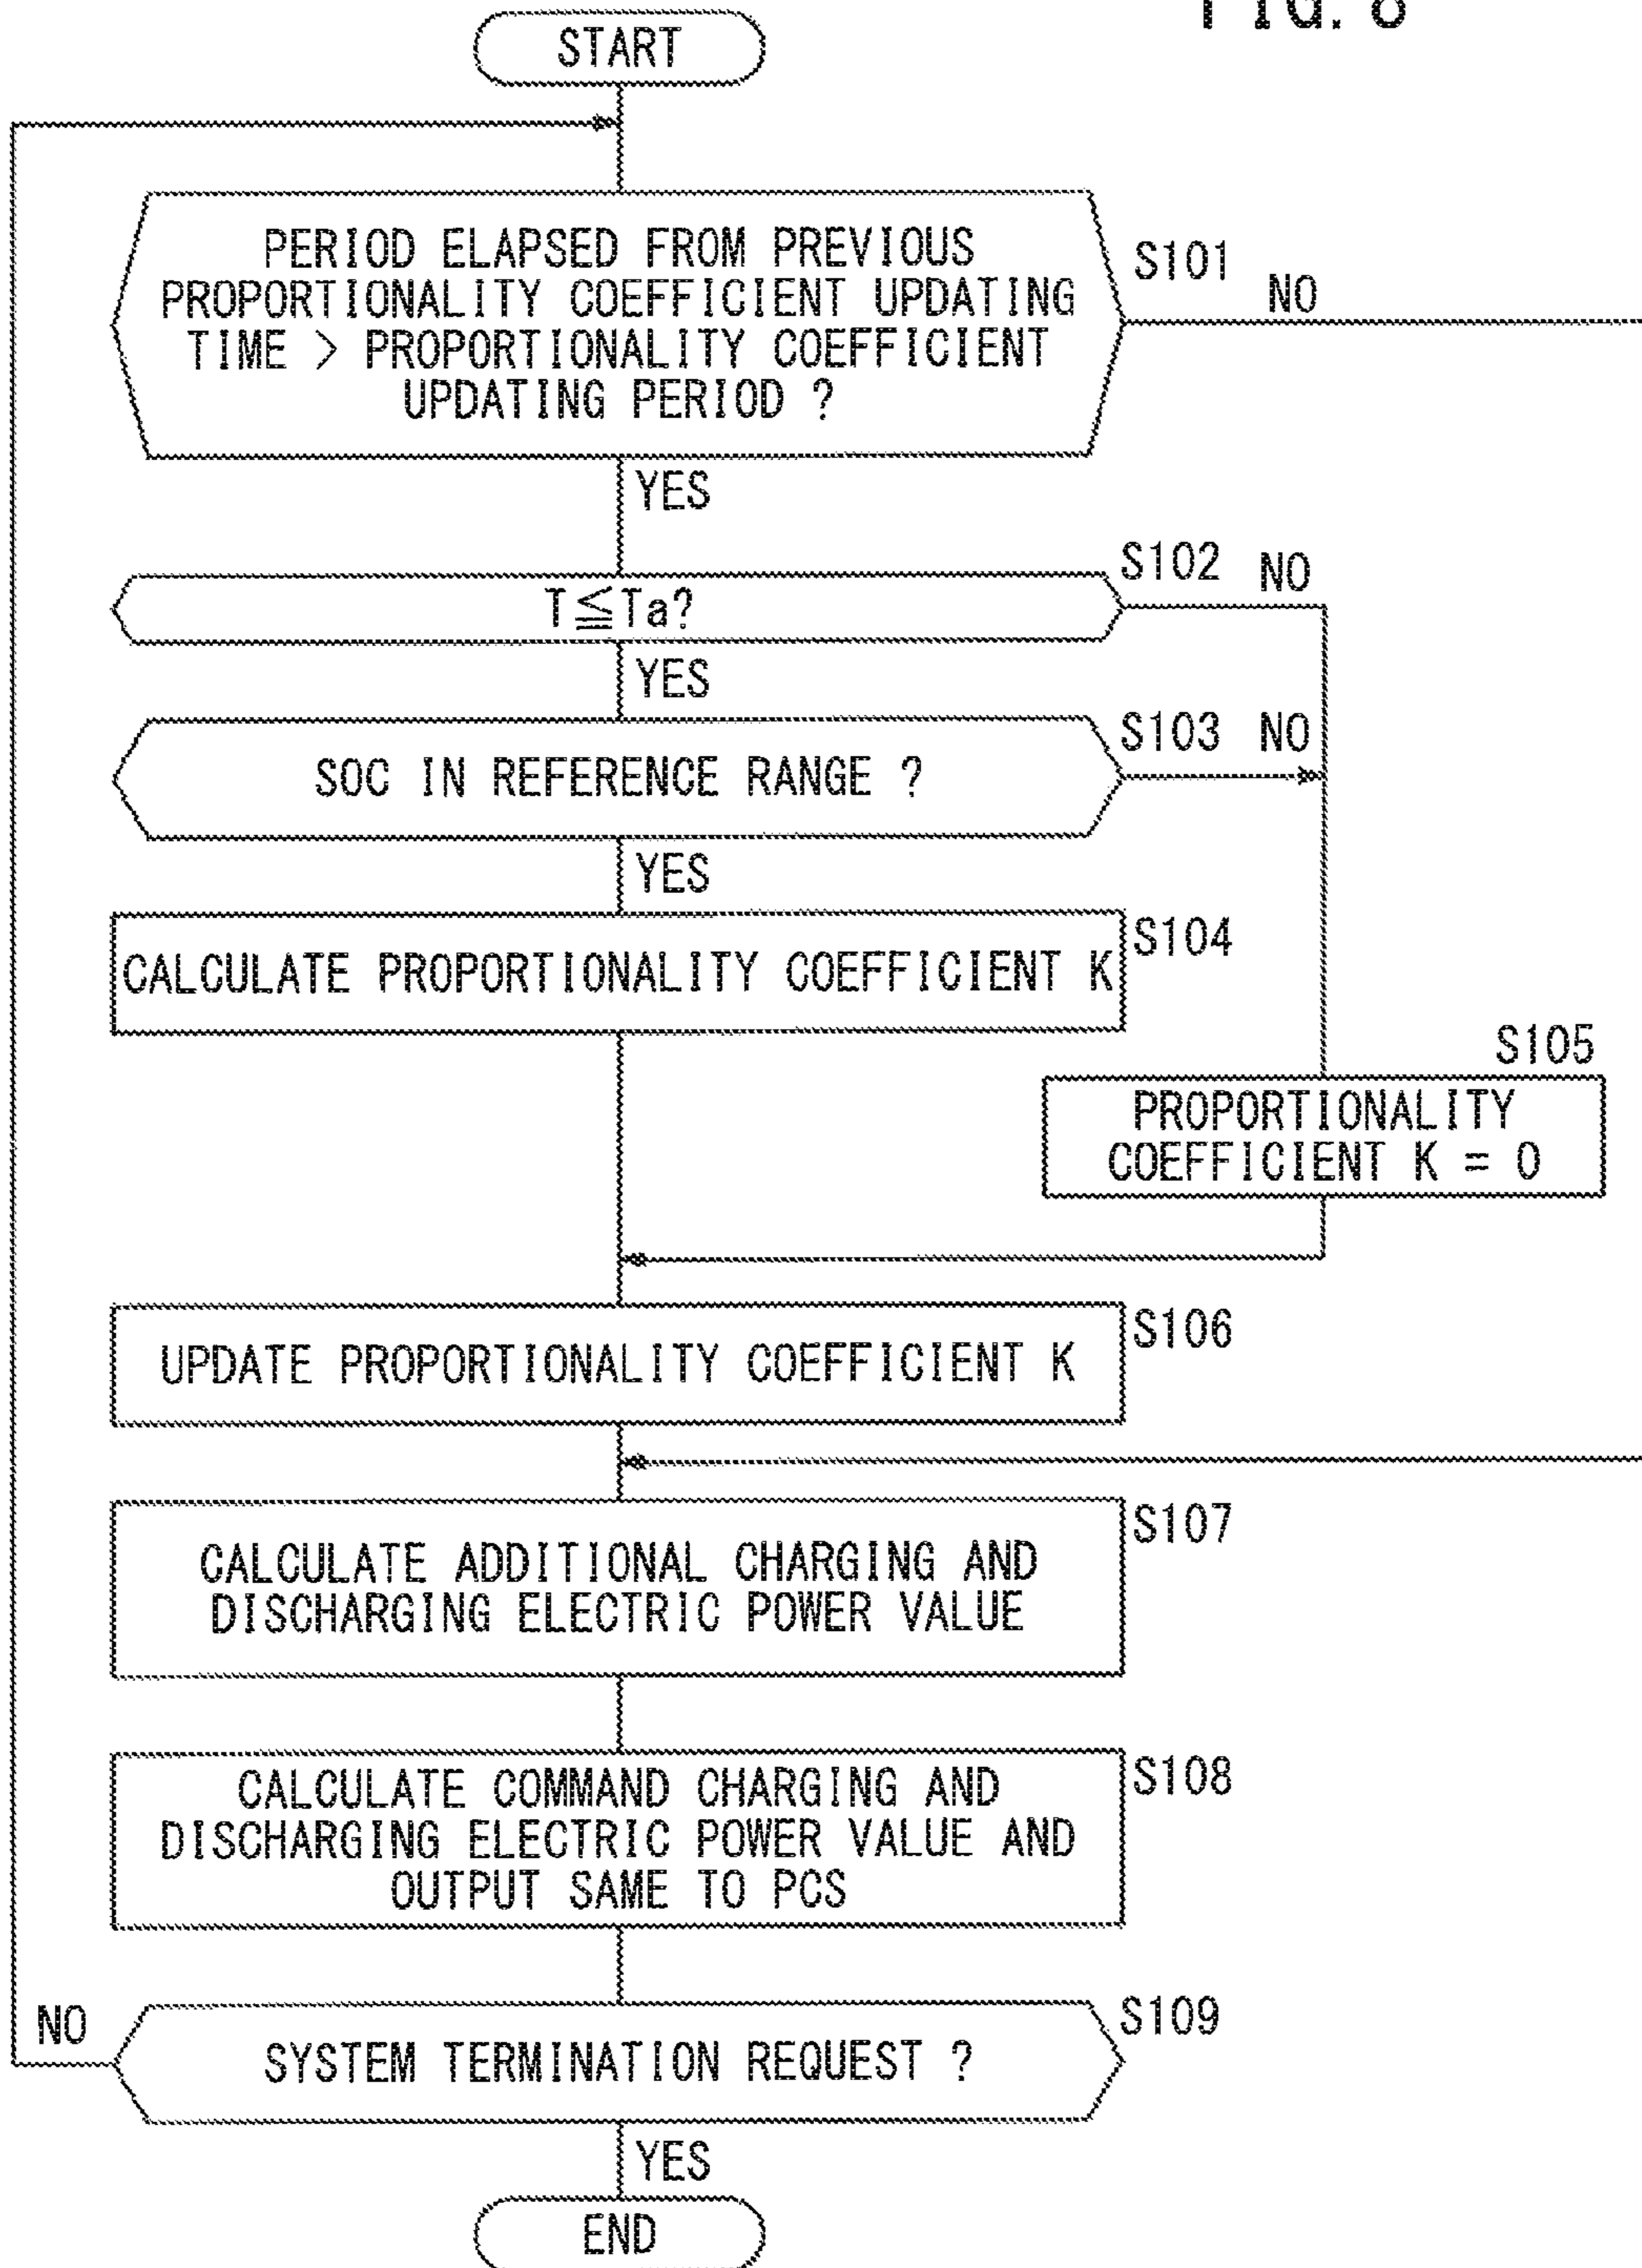 FIG. 8
START
PERIOD ELAPSED FROM PREVIOUS
PROPORTIONALITY COEFFICIENT UPDATING
TIME > PROPORTIONALITY COEFFICIENT
UPDATING PERIOD ?
S101
NO
YES
T≦Ta?
S102
NO
YES
SOC IN REFERENCE RANGE ?
S103
NO
YES
CALCULATE PROPORTIONALITY COEFFICIENT K
S104
S105
PROPORTIONALITY
COEFFICIENT K = 0
UPDATE PROPORTIONALITY COEFFICIENT K
S106
CALCULATE ADDITIONAL CHARGING AND
DISCHARGING ELECTRIC POWER VALUE
S107
CALCULATE COMMAND CHARGING AND
DISCHARGING ELECTRIC POWER VALUE AND
OUTPUT SAME TO PCS
S108
NO
SYSTEM TERMINATION REQUEST ?
S109
YES
END